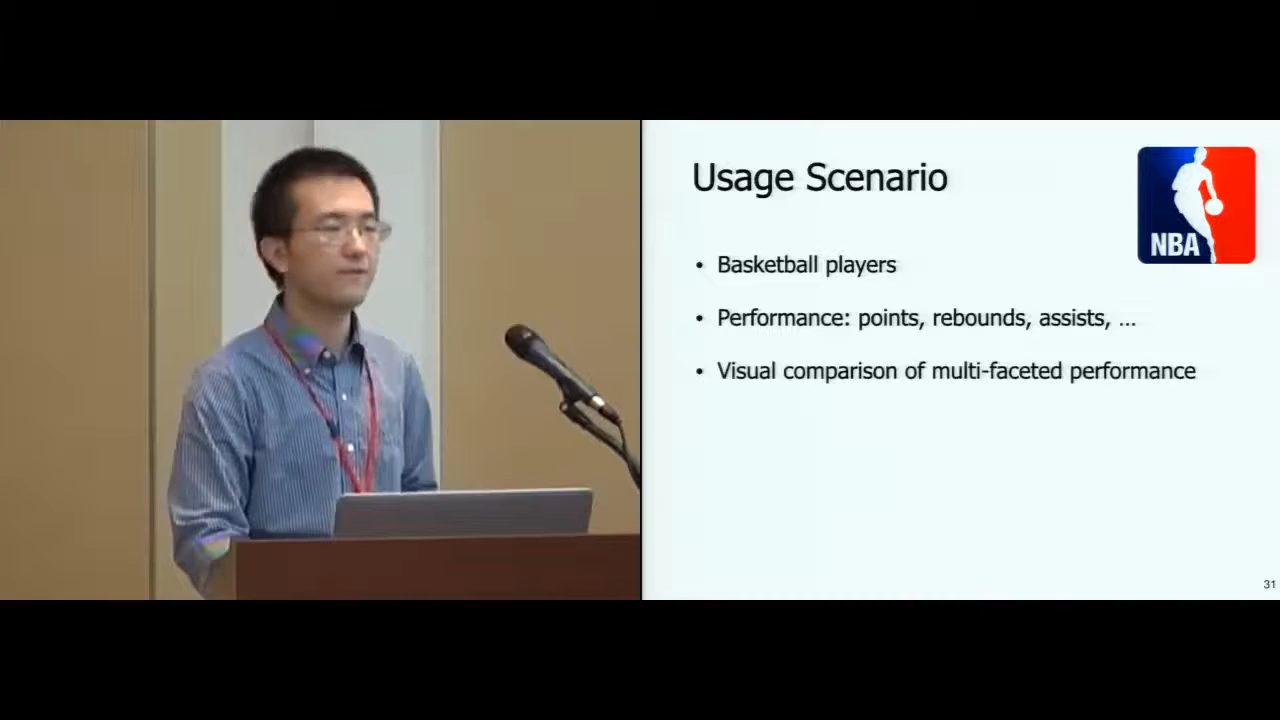 Usage Scenario
NBA
• Basketball players
• Performance: points, rebounds, assists, ...
• Visual comparison of multi-faceted performance
31